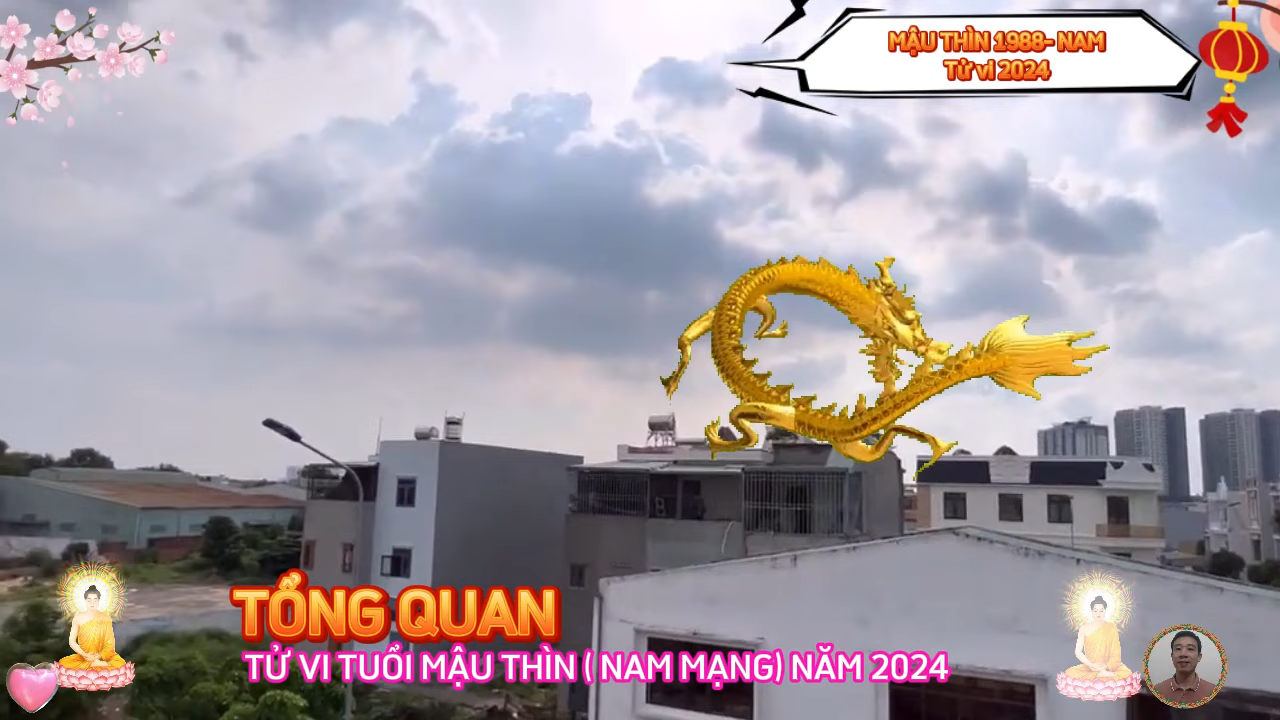 MẬU THÌN 1988- NAM
Tử vi 2024
TỔNG QUAN
TỬ VI TUỔI MẬU THÌN ( NAM MẠNG) NĂM 2024